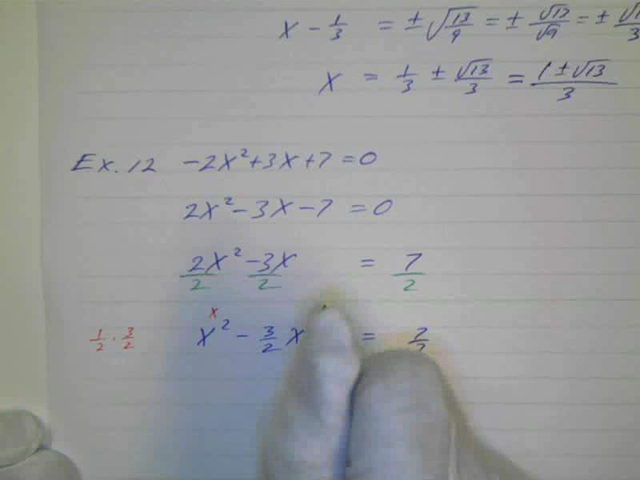 x - 1/3 = ±√13/9 = ± √13/√9 = ± √1/3
x = 1/3 ± √13/3 = 1 ± √13/3
Ex. 12 -2x² + 3x + 7 = 0
2x² - 3x - 7 = 0
2x²/2 - 3x/2 = 7/2
x
1/2 · 3/2 x² - 3/2 x = 7/2